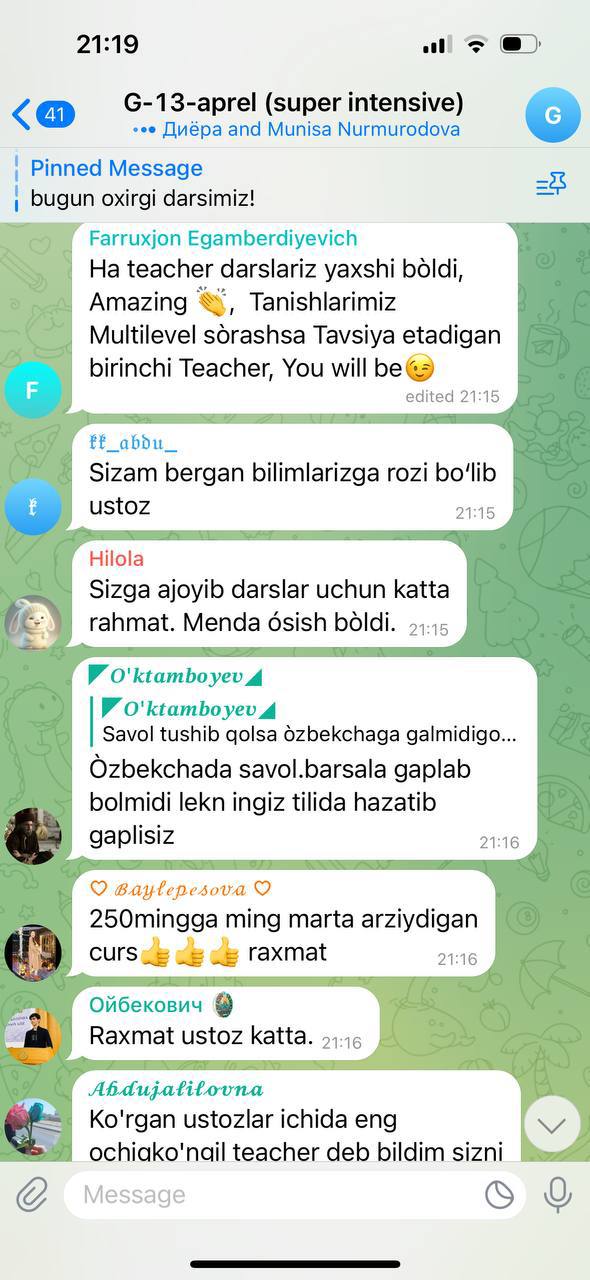 21:19
41
G-13-aprel (super intensive)
Диёра and Munisa Nurmurodova
G
Pinned Message
bugun oxirgi darsimiz!
Farruxjon Egamberdiyevich
Ha teacher darslariz yaxshi bòldi,
Amazing 👏, Tanishlarimiz
Multilevel sòrashsa Tavsiya etadigan
birinchi Teacher, You will be😉
edited 21:15
F
𝔨̾𝔨̾_𝔞𝔟𝔡𝔲_
Sizam bergan bilimlarizga rozi bo‘lib
ustoz
21:15
Hilola
Sizga ajoyib darslar uchun katta
rahmat. Menda ósish bòldi. 21:15
◤𝑶'𝒌𝒕𝒂𝒎𝒃𝒐𝒚𝒆𝒗◢
◤𝑶'𝒌𝒕𝒂𝒎𝒃𝒐𝒚𝒆𝒗◢
Savol tushib qolsa òzbekchaga galmidigo...
Òzbekchada savol.barsala gaplab
bolmidi lekn ingiz tilida hazatib
gaplisiz
21:16
♡ 𝓑𝓪𝔂𝓵𝓮𝓹𝓮𝓼𝓸𝓿𝓪 ♡
250mingga ming marta arziydigan
curs👍👍👍 raxmat
21:16
Ойбекович
Raxmat ustoz katta. 21:16
𝓐𝓫𝓭𝓾𝓳𝓪𝓵𝓲𝓵𝓸𝓿𝓷𝓪
Ko'rgan ustozlar ichida eng
ochiqko'ngil teacher deb bildim sizni
Message